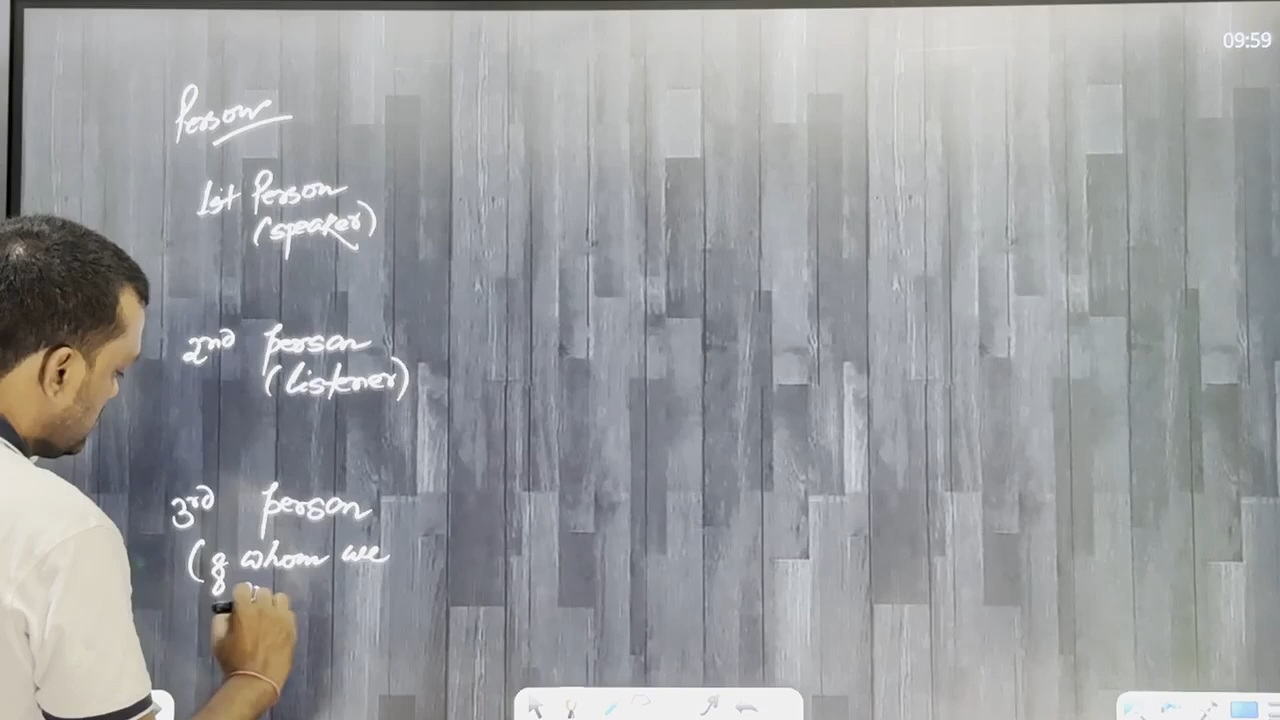 09:59
Person
1st Person
(speaker)
2nd person
(listener)
3rd person
( whom we